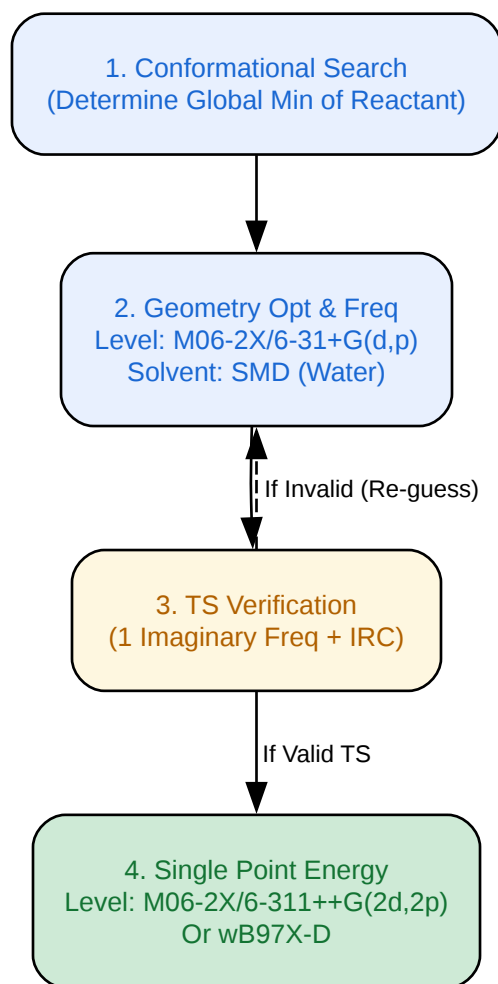 1. Conformational Search
(Determine Global Min of Reactant)
2. Geometry Opt & Freq
Level: M06-2X/6-31+G(d,p)
Solvent: SMD (Water)
If Invalid (Re-guess)
3. TS Verification
(1 Imaginary Freq + IRC)
If Valid TS
4. Single Point Energy
Level: M06-2X/6-311++G(2d,2p)
Or wB97X-D